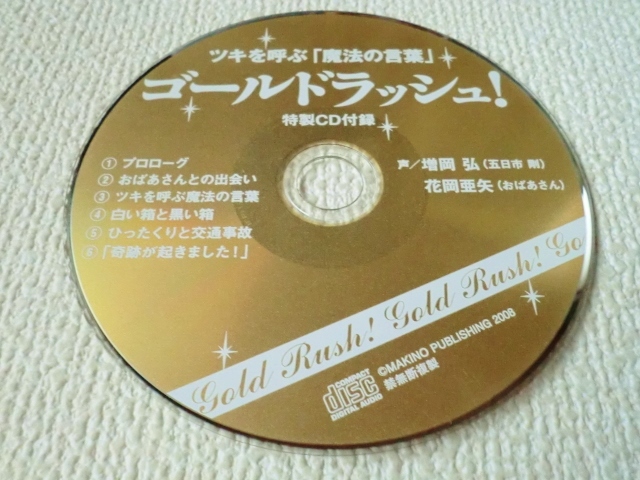 ツキを呼ぶ「魔法の言葉」
ゴールドラッシュ!
特製CD付録
① プロローグ
② おばあさんとの出会い
③ ツキを呼ぶ魔法の言葉
④ 白い箱と黒い箱
⑤ ひったくりと交通事故
⑥ 「奇跡が起きました!」
声/増岡 弘(五日市 剛)
花岡亜矢(おばあさん)
Gold Rush! Gold Rush! Go
COMPACT
disc
DIGITAL AUDIO
©MAKINO PUBLISHING 2008
禁無断複製